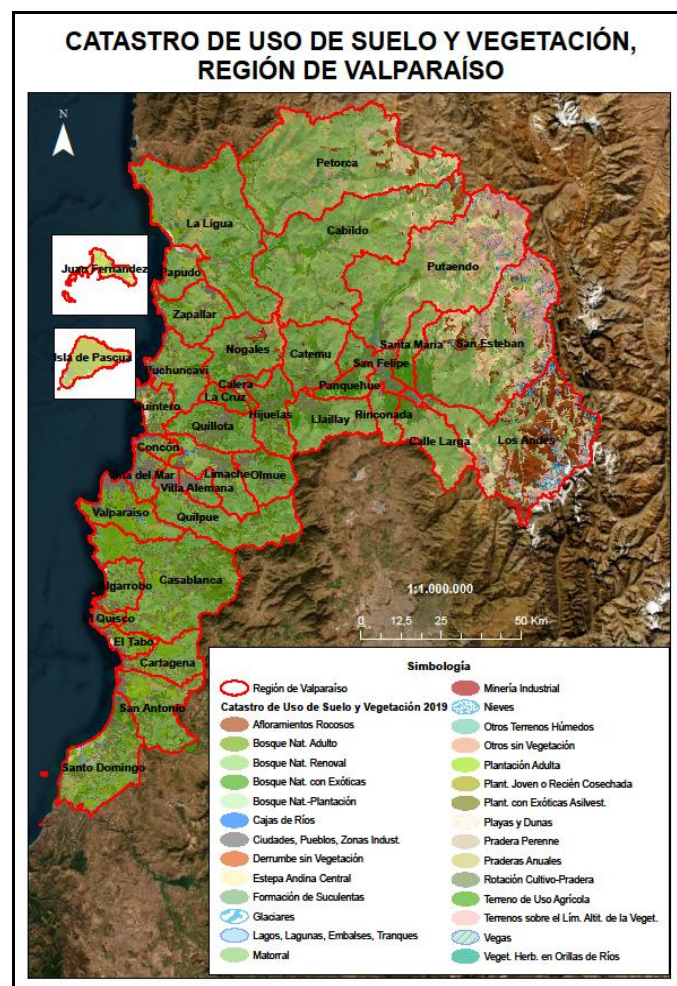 CATASTRO DE USO DE SUELO Y VEGETACIÓN,
REGIÓN DE VALPARAÍSO
N
Petorca
La Ligua
Cabildo
Juan Fernandez
Papudo
Putaendo
Zapallar
Isla de Pascua
Nogales
Catemu
Santa Maria
San Esteban
San Felipe
Puchuncavi
Calera
Panquehue
La Cruz
Quintero
Hijuelas
Llaillay
Rinconada
Quillota
Calle Larga
Los Andes
Concón
Limache
Olmue
Villa Alemana
Valparaiso
Quilpue
Casablanca
El Quisco
El Tabo
Cartagena
San Antonio
Santo Domingo
1:1.000.000
0 12,5 25 50 Km
Simbología
Región de Valparaíso
Catastro de Uso de Suelo y Vegetación 2019
Afloramientos Rocosos
Bosque Nat. Adulto
Bosque Nat. Renoval
Bosque Nat. con Exóticas
Bosque Nat.-Plantación
Cajas de Ríos
Ciudades, Pueblos, Zonas Indust.
Derrumbe sin Vegetación
Estepa Andina Central
Formación de Suculentas
Glaciares
Lagos, Lagunas, Embalses, Tranques
Matorral
Minería Industrial
Nieves
Otros Terrenos Húmedos
Otros sin Vegetación
Plantación Adulta
Plant. Joven o Recién Cosechada
Plant. con Exóticas Asilvest.
Playas y Dunas
Pradera Perenne
Praderas Anuales
Rotación Cultivo-Pradera
Terreno de Uso Agrícola
Terrenos sobre el Lím. Altit. de la Veget.
Vegas
Veget. Herb. en Orillas de Ríos